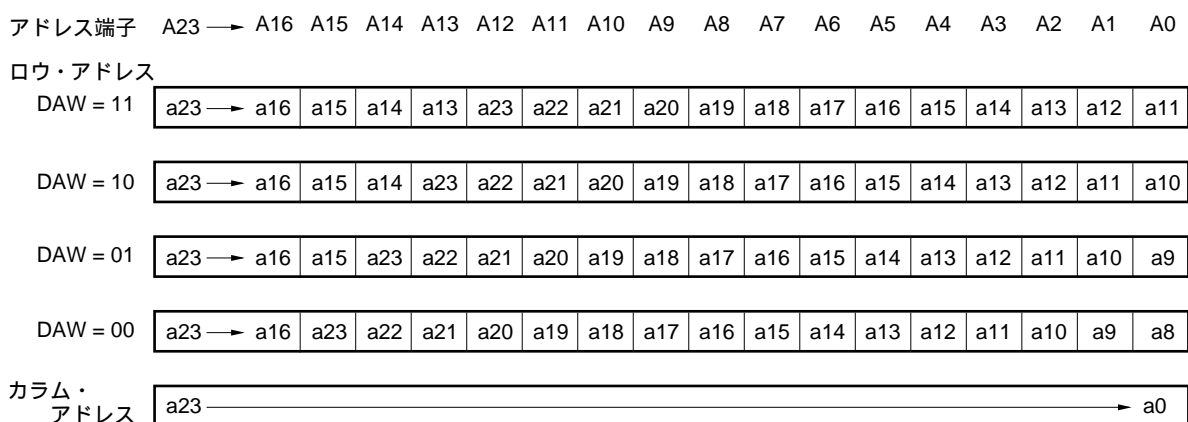 アドレス端子 A23 → A16 A15 A14 A13 A12 A11 A10 A9 A8 A7 A6 A5 A4 A3 A2 A1 A0
ロウ・アドレス
DAW = 11 a23 → a16 a15 a14 a13 a23 a22 a21 a20 a19 a18 a17 a16 a15 a14 a13 a12 a11
DAW = 10 a23 → a16 a15 a14 a23 a22 a21 a20 a19 a18 a17 a16 a15 a14 a13 a12 a11 a10
DAW = 01 a23 → a16 a15 a23 a22 a21 a20 a19 a18 a17 a16 a15 a14 a13 a12 a11 a10 a9
DAW = 00 a23 → a16 a23 a22 a21 a20 a19 a18 a17 a16 a15 a14 a13 a12 a11 a10 a9 a8
カラム・
アドレス a23 → a0